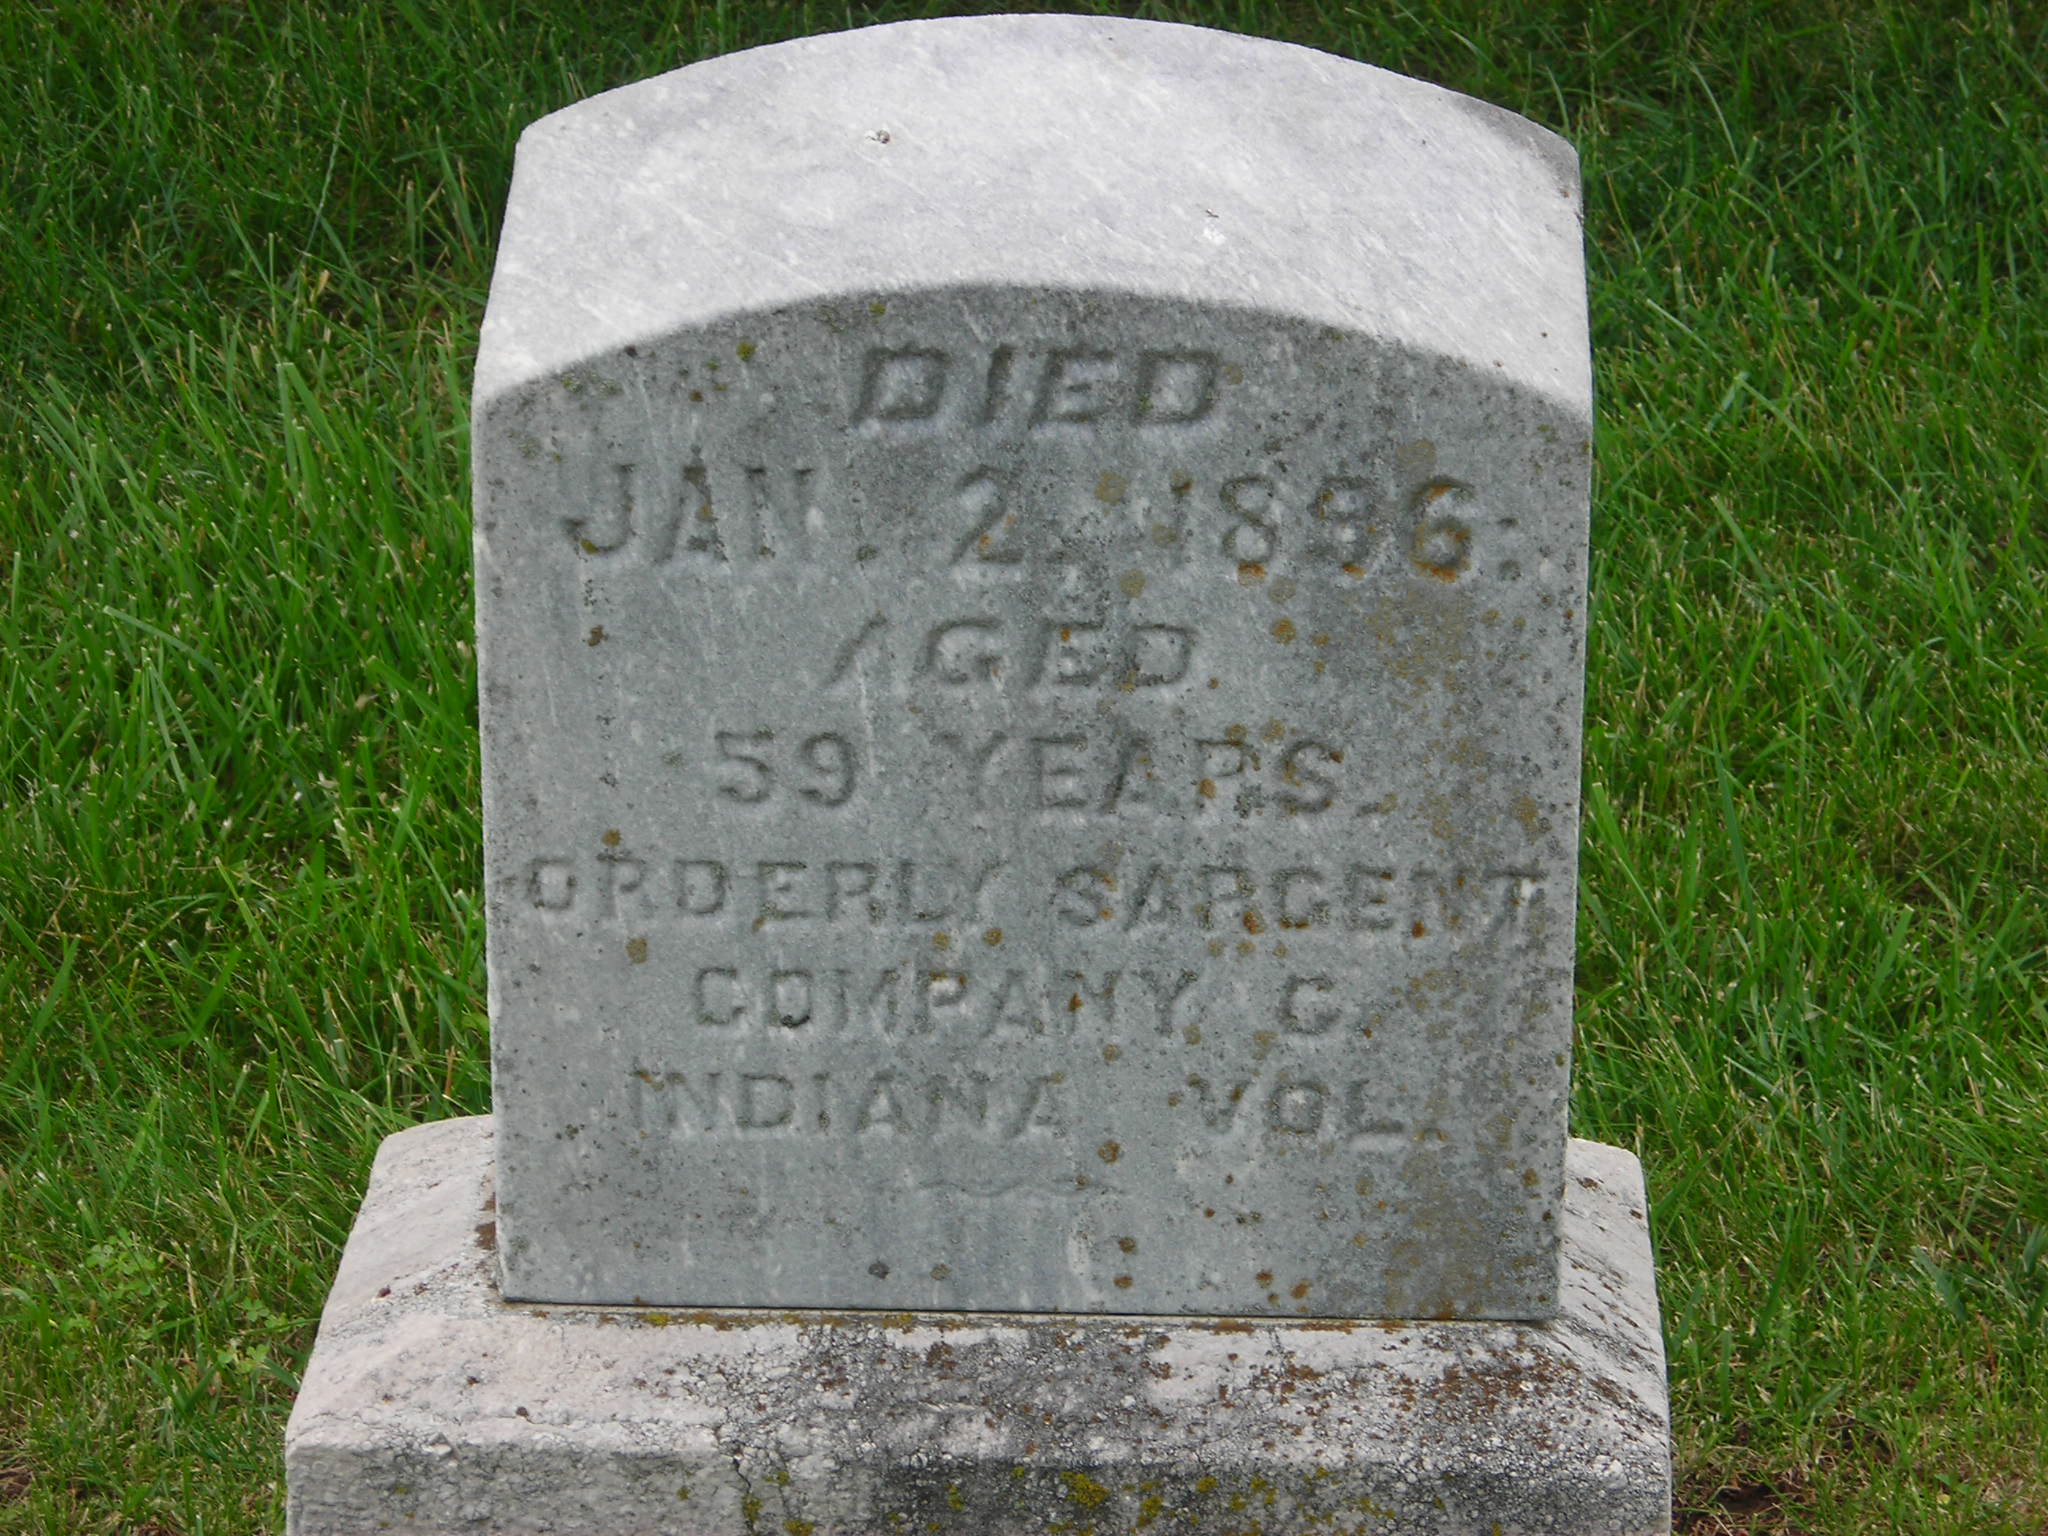 DIED
JAN. 2. 1896:
AGED
59 YEARS.
ORDERLY SARGENT
COMPANY C.
INDIANA VOL.